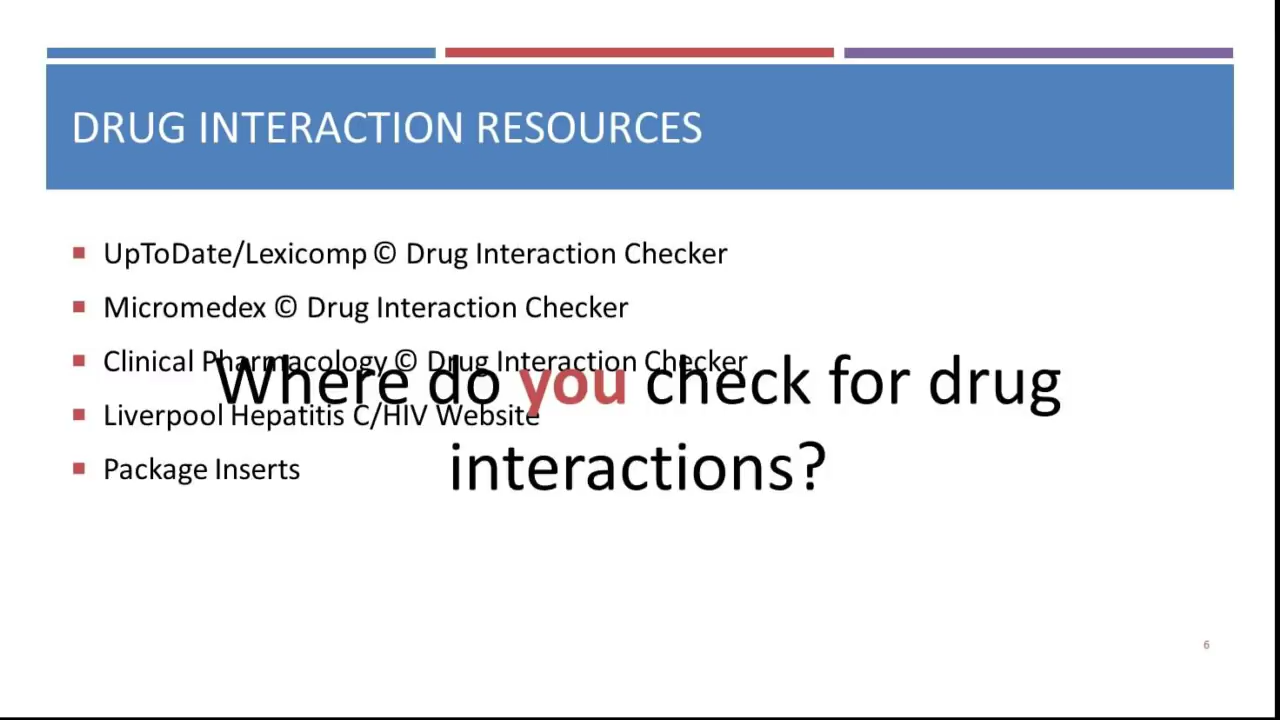 DRUG INTERACTION RESOURCES
UpToDate/Lexicomp © Drug Interaction Checker
Micromedex © Drug Interaction Checker
Clinical Pharmacology © Drug Interaction Checker
Liverpool Hepatitis C/HIV Website
Package Inserts
Where do you check for drug
interactions?
6